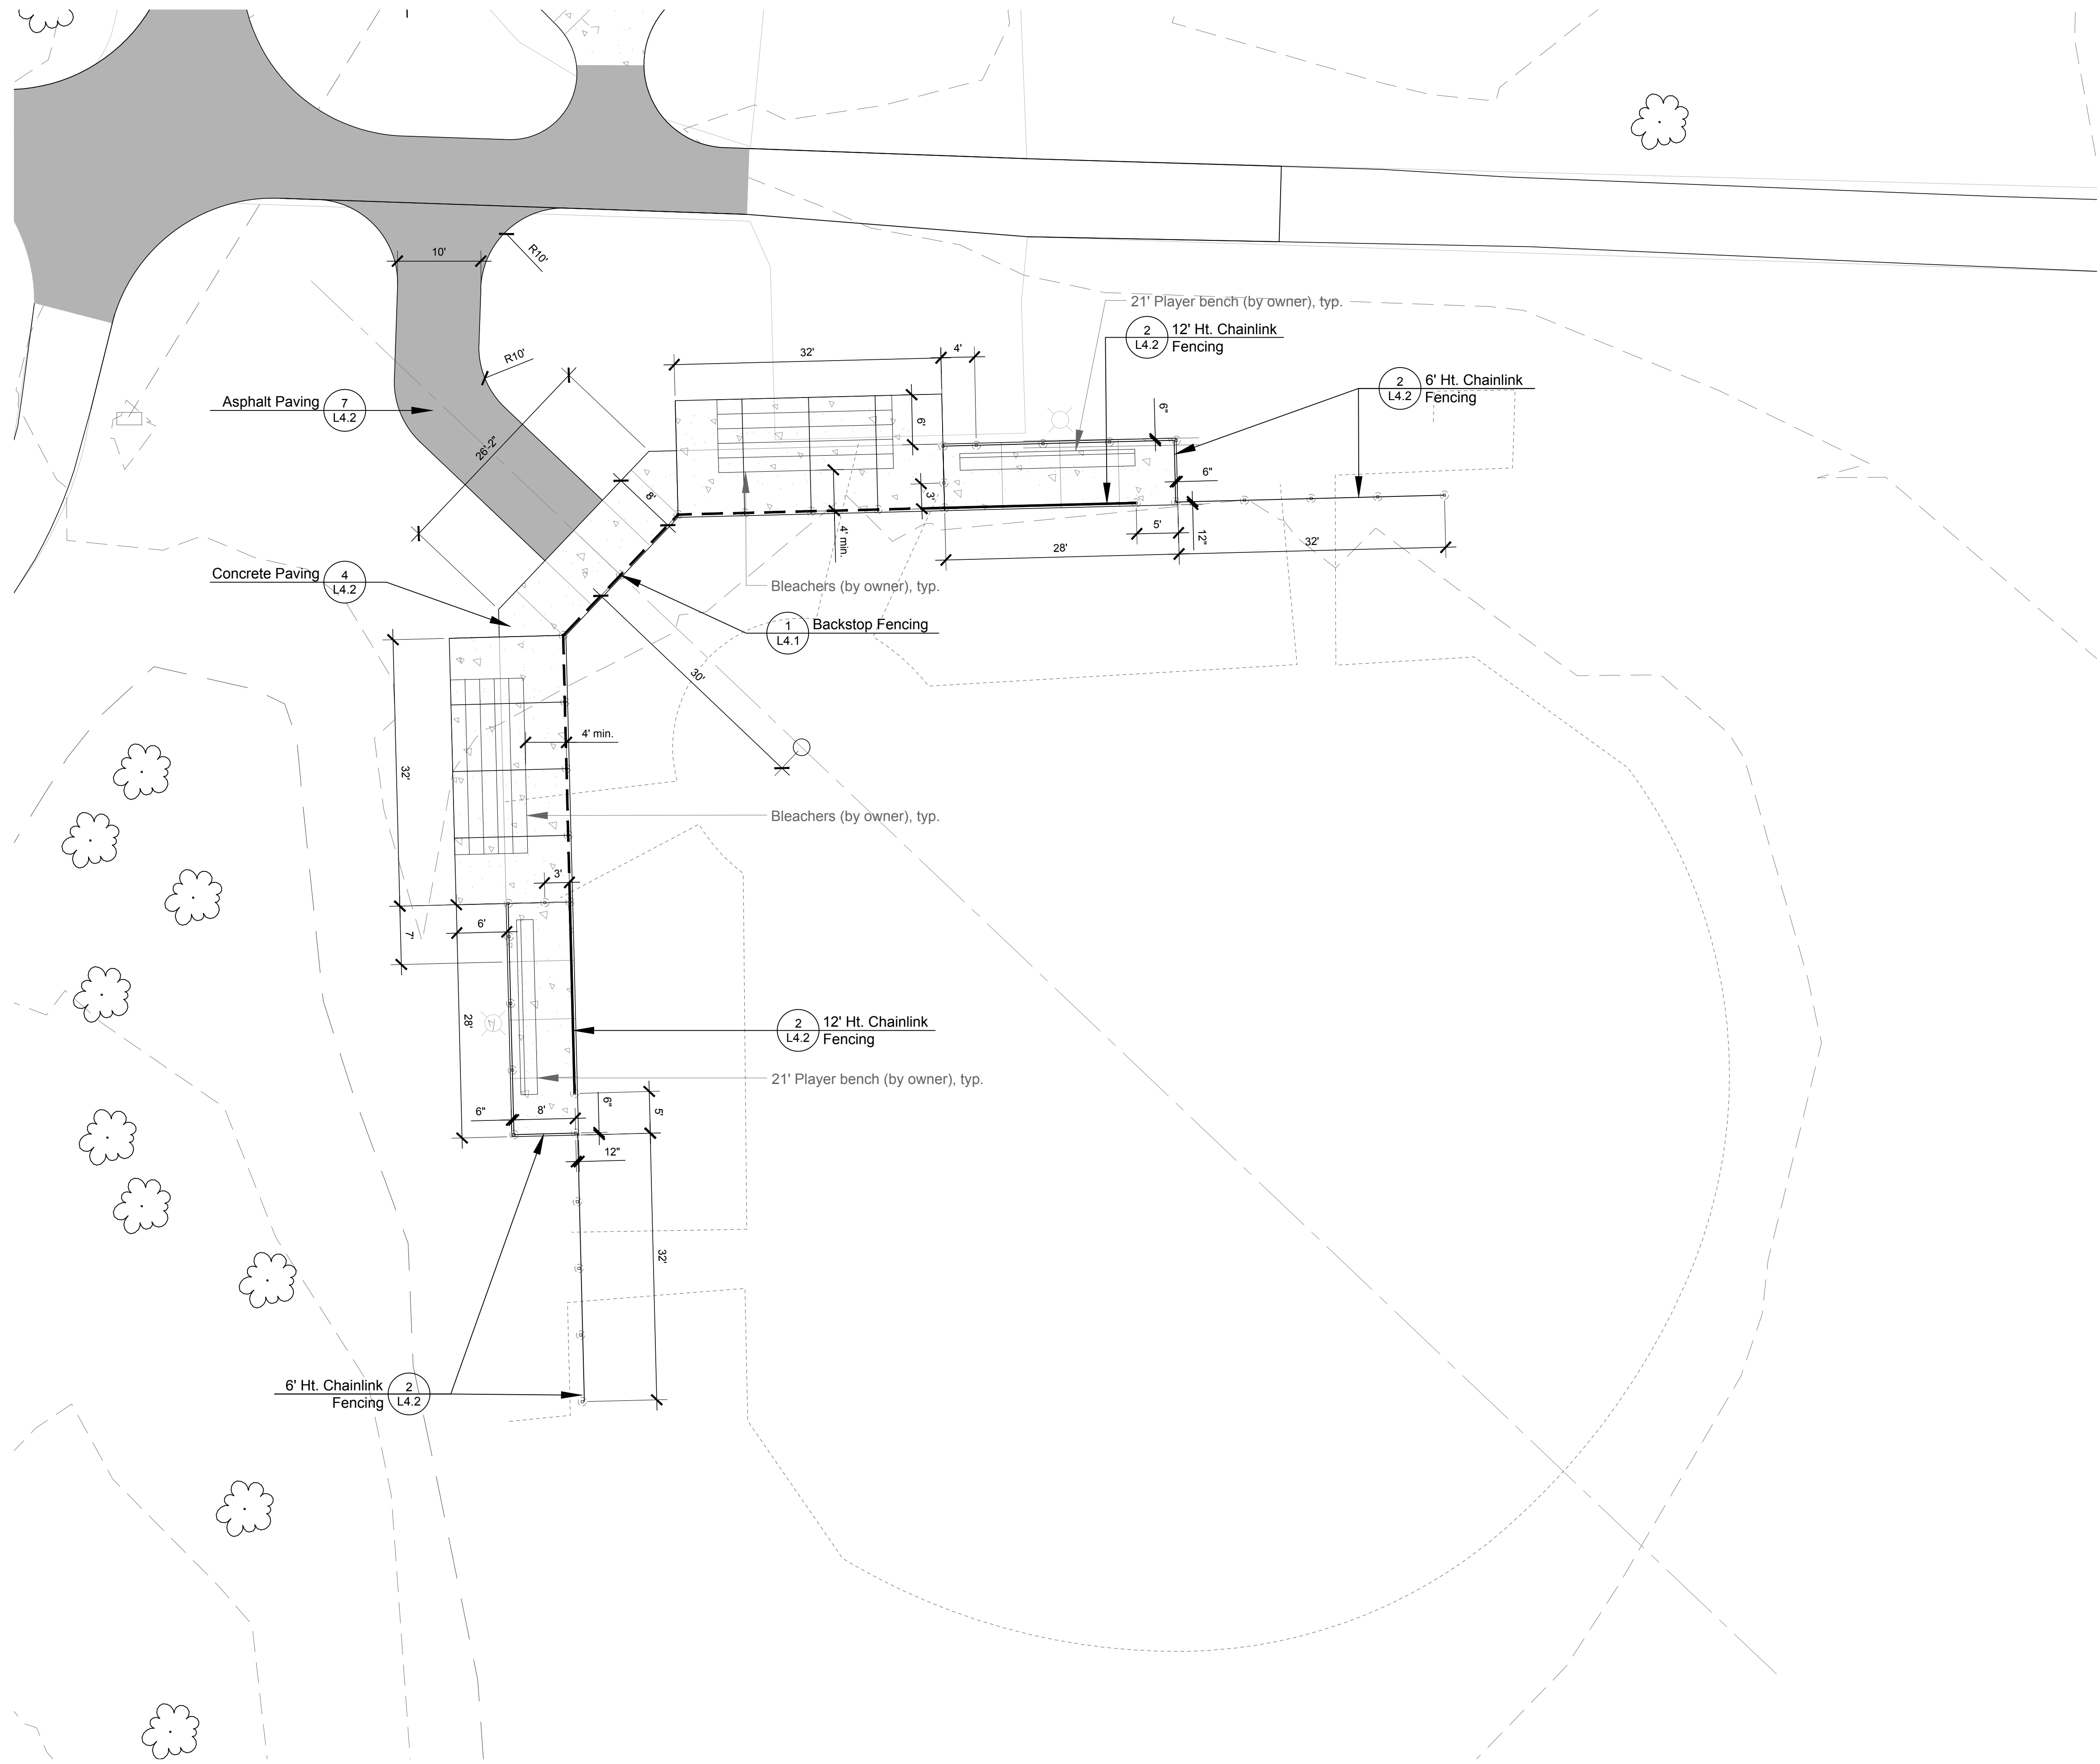 10'
R10'
R10'
21' Player bench (by owner), typ.
2
L4.2
12' Ht. Chainlink
Fencing
32'
4'
2
L4.2
6' Ht. Chainlink
Fencing
Asphalt Paving
7
L4.2
6'
6"
26'-2"
8'
3'
6"
4' min.
5'
12"
28'
32'
Concrete Paving
4
L4.2
Bleachers (by owner), typ.
1
L4.1
Backstop Fencing
30'
4' min.
32'
Bleachers (by owner), typ.
3'
6'
7'
28'
2
L4.2
12' Ht. Chainlink
Fencing
21' Player bench (by owner), typ.
6"
8'
6"
5'
12"
32'
6' Ht. Chainlink
Fencing
2
L4.2